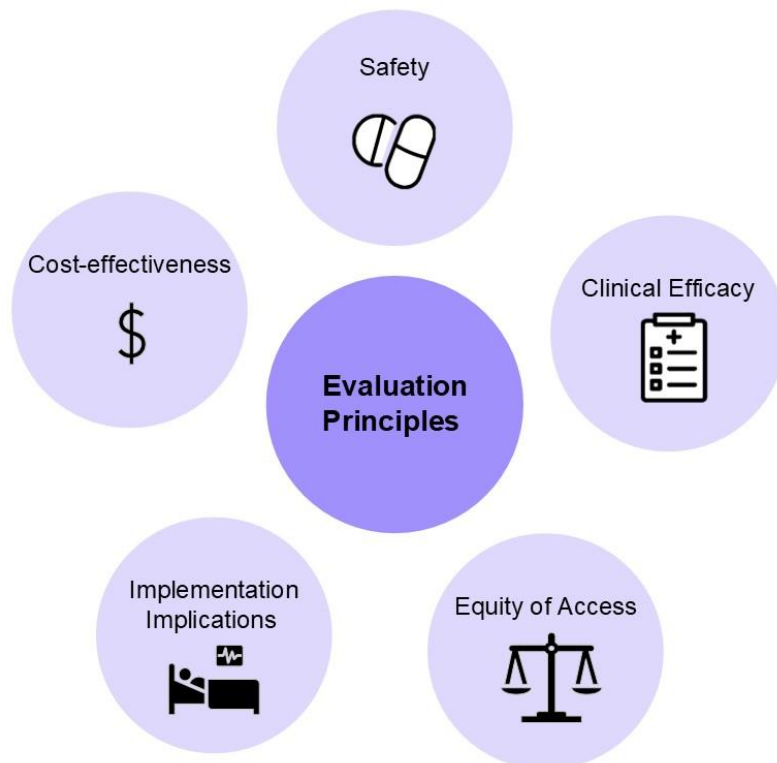 Safety
Cost-effectiveness
$
Clinical Efficacy
Evaluation
Principles
Implementation
Implications
Equity of Access